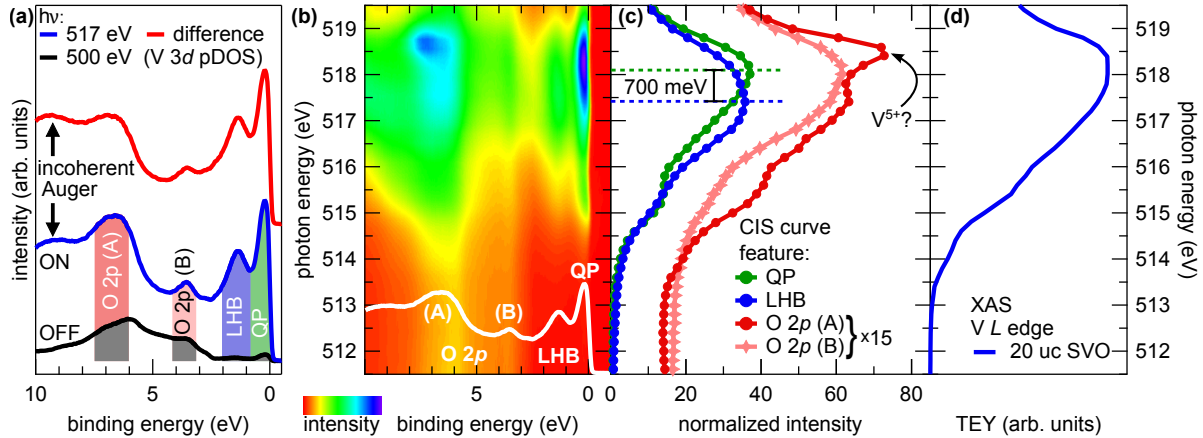 (a)
hν:
517 eV
difference
500 eV
(V 3d pDOS)
incoherent
Auger
ON
OFF
O 2p (A)
O 2p (B)
LHB
QP
intensity (arb. units)
10
5
0
binding energy (eV)
(b)
519
518
517
516
515
514
513
512
photon energy (eV)
QP
(A)
(B)
O 2p
LHB
5
0
binding energy (eV)
intensity
(c)
700 meV
V5+?
CIS curve
feature:
QP
LHB
O 2p (A)
O 2p (B)
} x15
0
20
40
60
80
normalized intensity
(d)
XAS
V L edge
20 uc SVO
TEY (arb. units)
519
518
517
516
515
514
513
512
photon energy (eV)